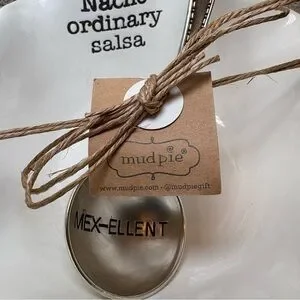 Nacho
ordinary
salsa
mudpie®
www.mudpie.com - @mudpiegift
MEX-ELLENT